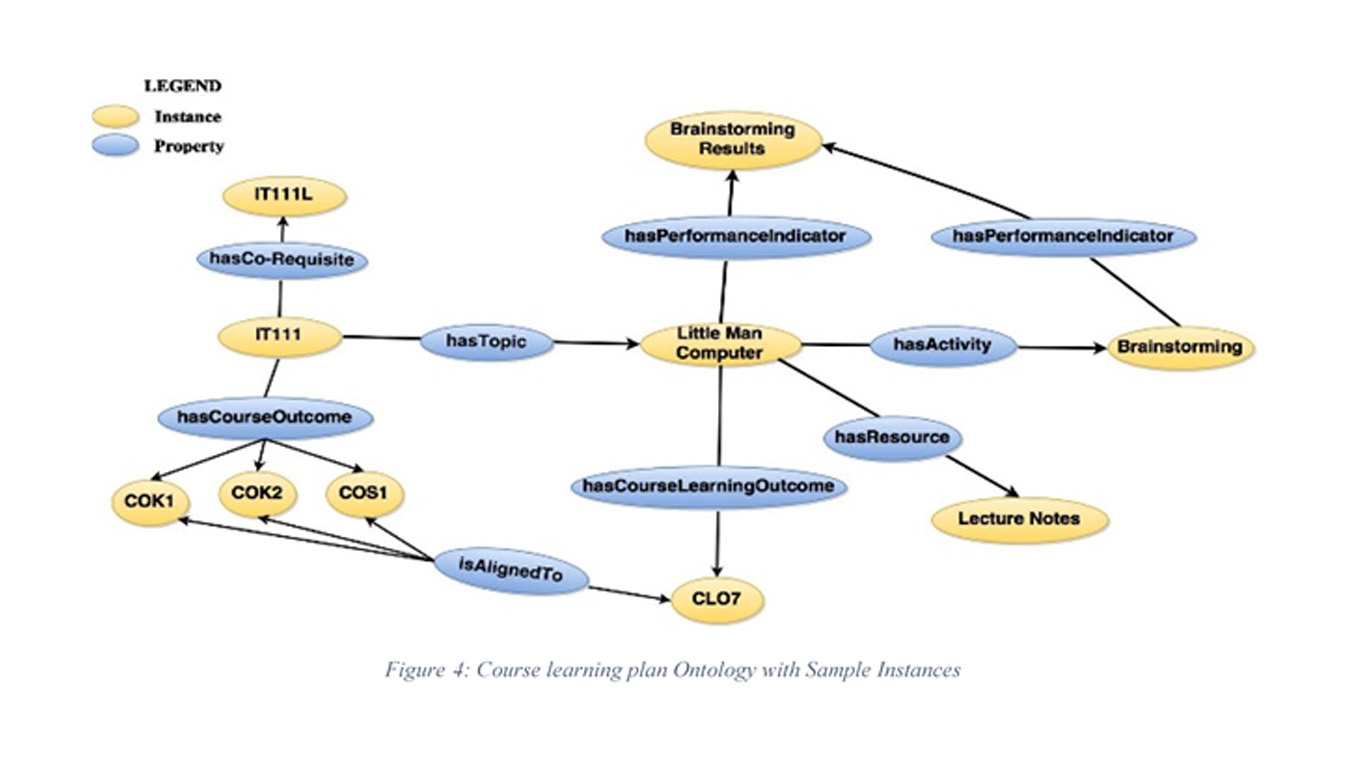 LEGEND
Instance
Property
Brainstorming
Results
IT111L
hasPerformanceIndicator
hasPerformanceIndicator
hasCo-Requisite
IT111
hasTopic
Little Man
Computer
hasActivity
Brainstorming
hasCourseOutcome
hasResource
COK1
COK2
COS1
hasCourseLearningOutcome
Lecture Notes
isAlignedTo
CLO7
Figure 4: Course learning plan Ontology with Sample Instances